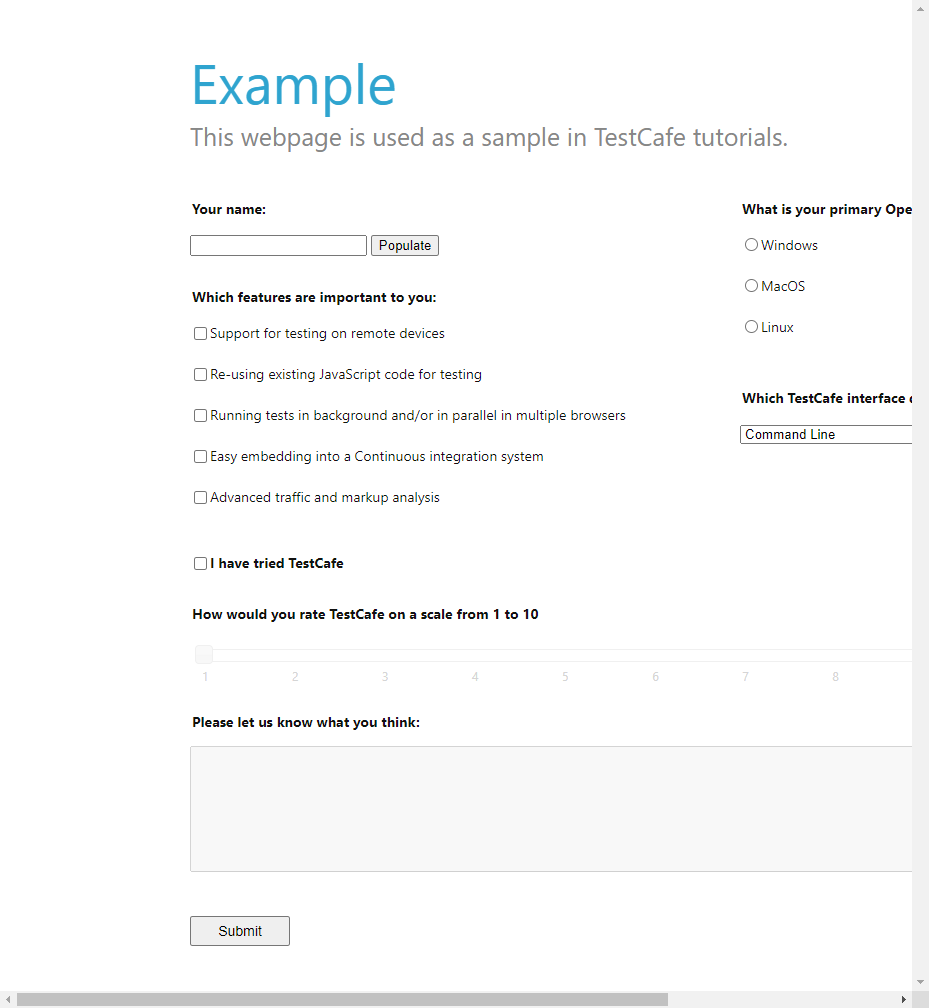 Example
This webpage is used as a sample in TestCafe tutorials.
Your name:
Populate
Which features are important to you:
Support for testing on remote devices
Re-using existing JavaScript code for testing
Running tests in background and/or in parallel in multiple browsers
Easy embedding into a Continuous integration system
Advanced traffic and markup analysis
What is your primary Ope
Windows
MacOS
Linux
Which TestCafe interface
Command Line
I have tried TestCafe
How would you rate TestCafe on a scale from 1 to 10
1 2 3 4 5 6 7 8
Please let us know what you think:
Submit